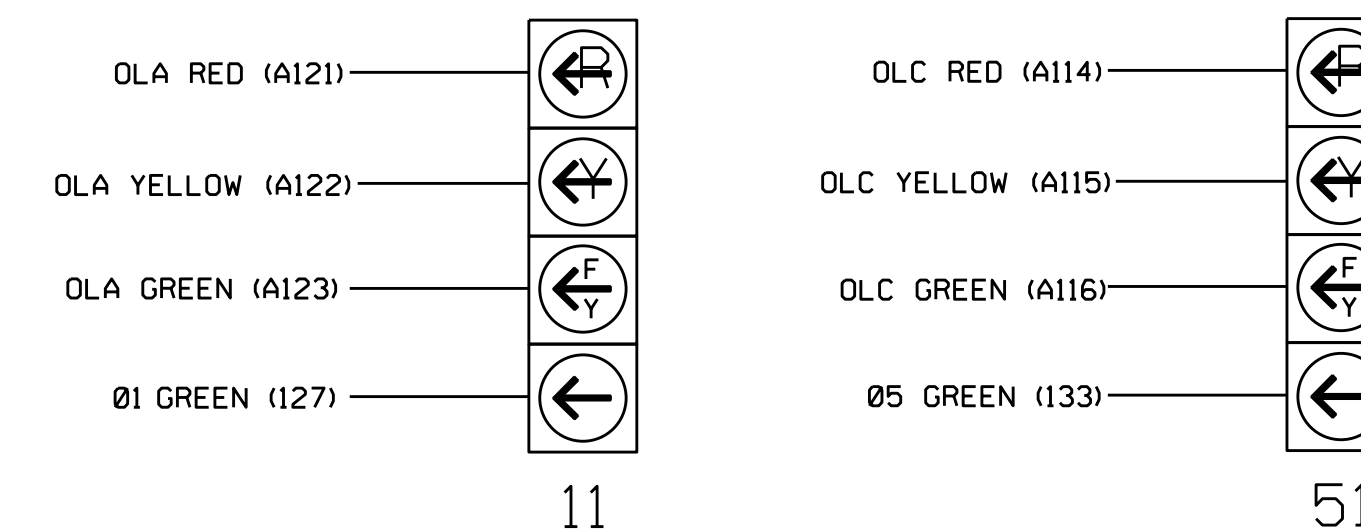 OLA RED (A121)
R
OLA YELLOW (A122)
Y
OLA GREEN (A123)
F
Y
Ø1 GREEN (127)
11
OLC RED (A114)
R
OLC YELLOW (A115)
Y
OLC GREEN (A116)
F
Y
Ø5 GREEN (133)
51